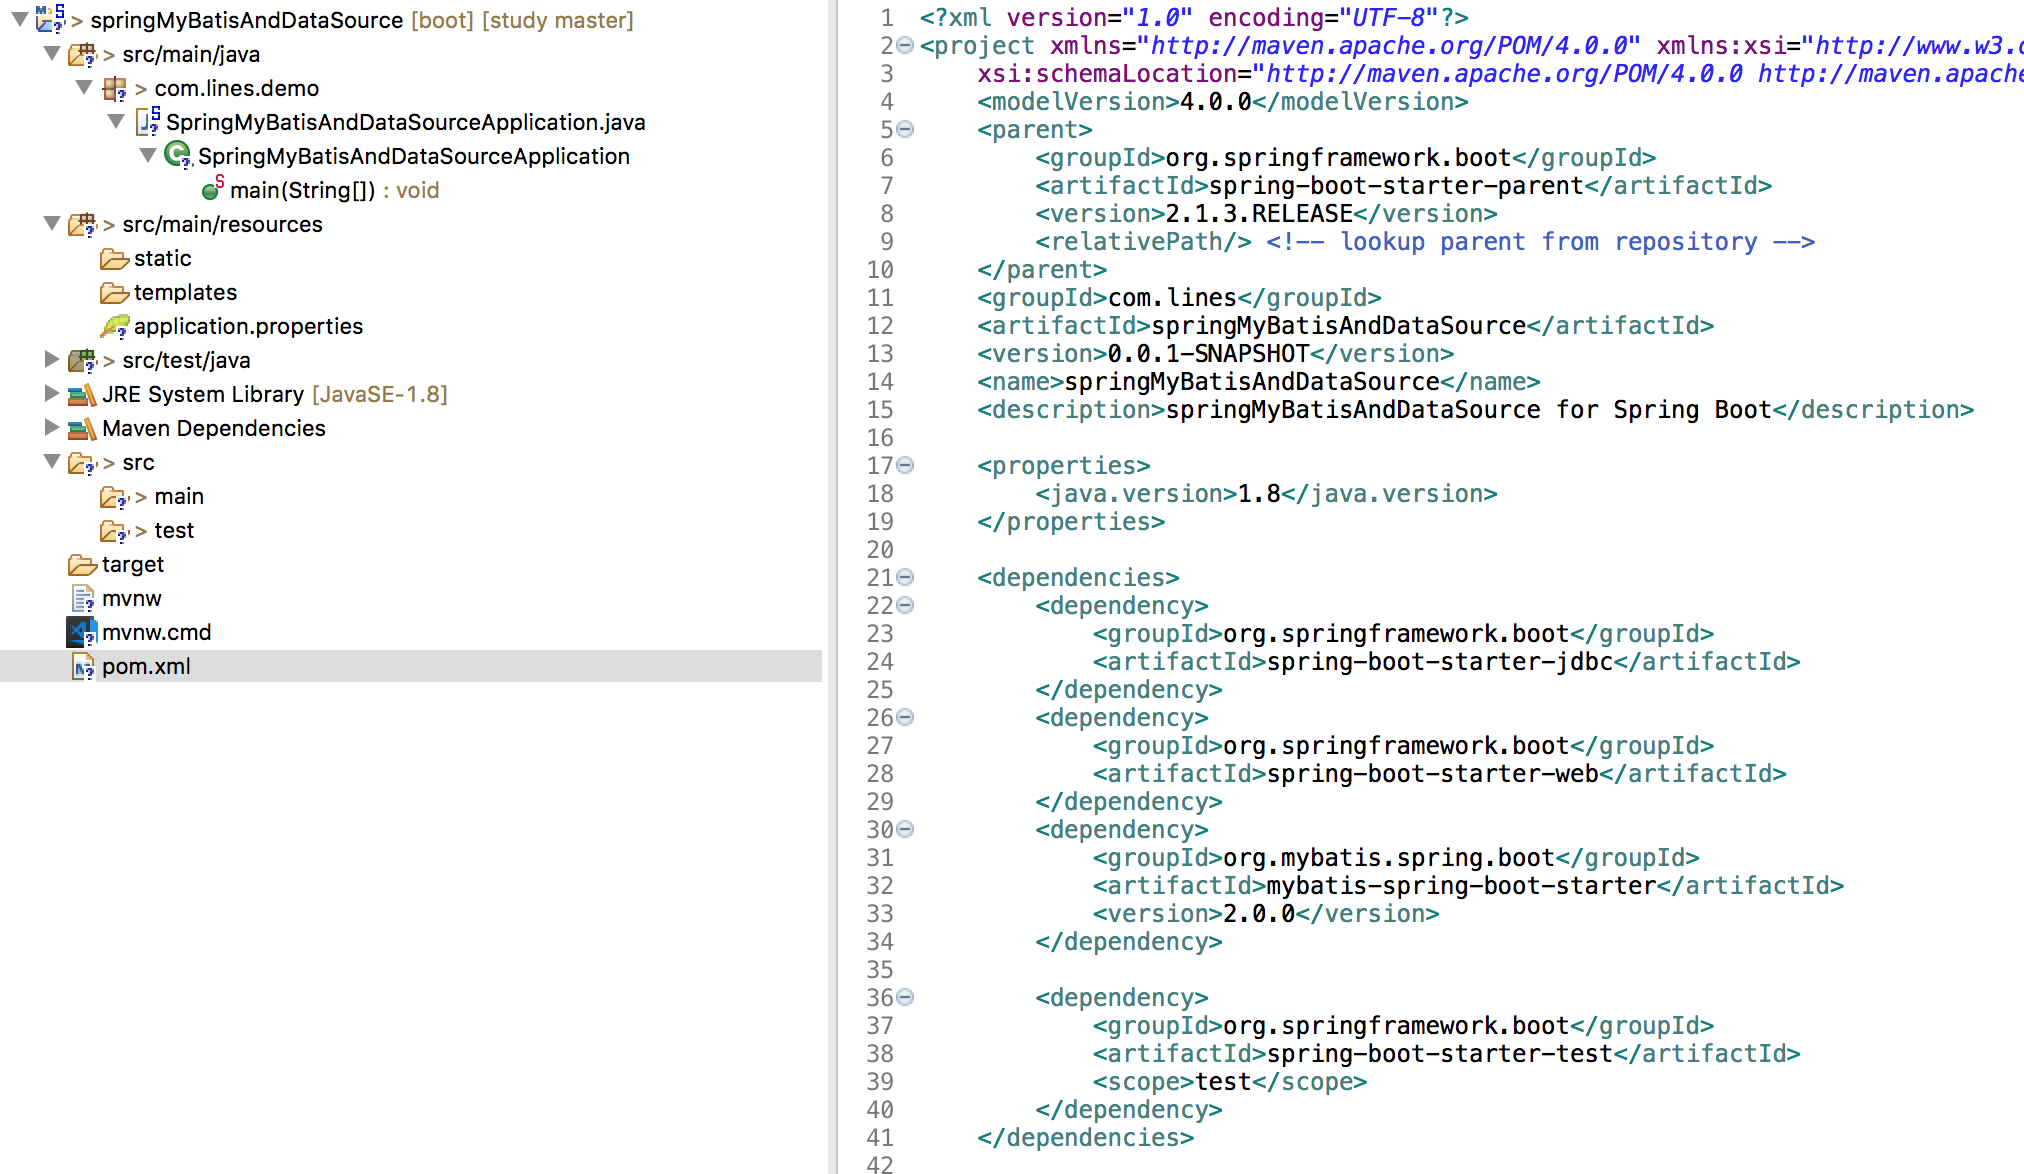 > springMyBatisAndDataSource [boot] [study master]
> src/main/java
> com.lines.demo
SpringMyBatisAndDataSourceApplication.java
SpringMyBatisAndDataSourceApplication
main(String[]) : void
> src/main/resources
static
templates
application.properties
> src/test/java
JRE System Library [JavaSE-1.8]
Maven Dependencies
> src
> main
> test
target
mvnw
mvnw.cmd
pom.xml
1 <?xml version="1.0" encoding="UTF-8"?>
2 <project xmlns="http://maven.apache.org/POM/4.0.0" xmlns:xsi="http://www.w3.
3 xsi:schemaLocation="http://maven.apache.org/POM/4.0.0 http://maven.apache
4 <modelVersion>4.0.0</modelVersion>
5 <parent>
6 <groupId>org.springframework.boot</groupId>
7 <artifactId>spring-boot-starter-parent</artifactId>
8 <version>2.1.3.RELEASE</version>
9 <relativePath/> <!-- lookup parent from repository -->
10 </parent>
11 <groupId>com.lines</groupId>
12 <artifactId>springMyBatisAndDataSource</artifactId>
13 <version>0.0.1-SNAPSHOT</version>
14 <name>springMyBatisAndDataSource</name>
15 <description>springMyBatisAndDataSource for Spring Boot</description>
16
17 <properties>
18 <java.version>1.8</java.version>
19 </properties>
20
21 <dependencies>
22 <dependency>
23 <groupId>org.springframework.boot</groupId>
24 <artifactId>spring-boot-starter-jdbc</artifactId>
25 </dependency>
26 <dependency>
27 <groupId>org.springframework.boot</groupId>
28 <artifactId>spring-boot-starter-web</artifactId>
29 </dependency>
30 <dependency>
31 <groupId>org.mybatis.spring.boot</groupId>
32 <artifactId>mybatis-spring-boot-starter</artifactId>
33 <version>2.0.0</version>
34 </dependency>
35
36 <dependency>
37 <groupId>org.springframework.boot</groupId>
38 <artifactId>spring-boot-starter-test</artifactId>
39 <scope>test</scope>
40 </dependency>
41 </dependencies>
42